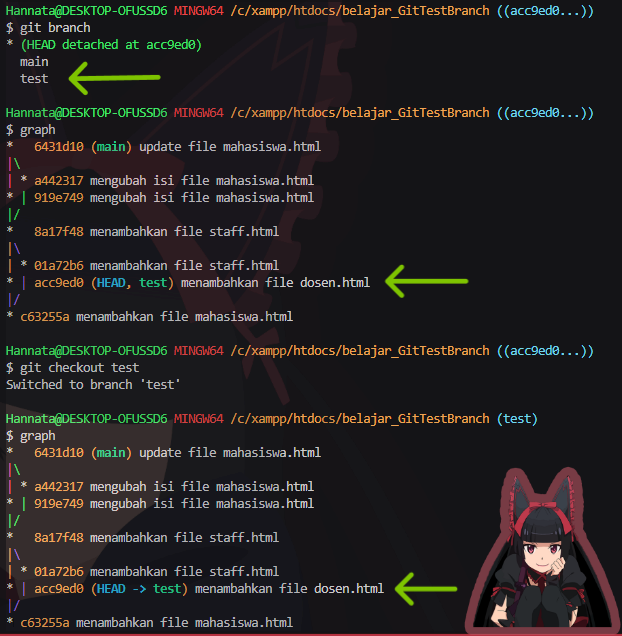 Hannata@DESKTOP-OFUSSD6 MINGW64 /c/xampp/htdocs/belajar_GitTestBranch ((acc9ed0...))
$ git branch
* (HEAD detached at acc9ed0)
  main
  test
Hannata@DESKTOP-OFUSSD6 MINGW64 /c/xampp/htdocs/belajar_GitTestBranch ((acc9ed0...))
$ graph
*   6431d10 (main) update file mahasiswa.html
|\
| * a442317 mengubah isi file mahasiswa.html
* | 919e749 mengubah isi file mahasiswa.html
|/
*   8a17f48 menambahkan file staff.html
|\
| * 01a72b6 menambahkan file staff.html
* | acc9ed0 (HEAD, test) menambahkan file dosen.html
|/
* c63255a menambahkan file mahasiswa.html
Hannata@DESKTOP-OFUSSD6 MINGW64 /c/xampp/htdocs/belajar_GitTestBranch ((acc9ed0...))
$ git checkout test
Switched to branch 'test'
Hannata@DESKTOP-OFUSSD6 MINGW64 /c/xampp/htdocs/belajar_GitTestBranch (test)
$ graph
*   6431d10 (main) update file mahasiswa.html
|\
| * a442317 mengubah isi file mahasiswa.html
* | 919e749 mengubah isi file mahasiswa.html
|/
*   8a17f48 menambahkan file staff.html
|\
| * 01a72b6 menambahkan file staff.html
* | acc9ed0 (HEAD -> test) menambahkan file dosen.html
|/
* c63255a menambahkan file mahasiswa.html